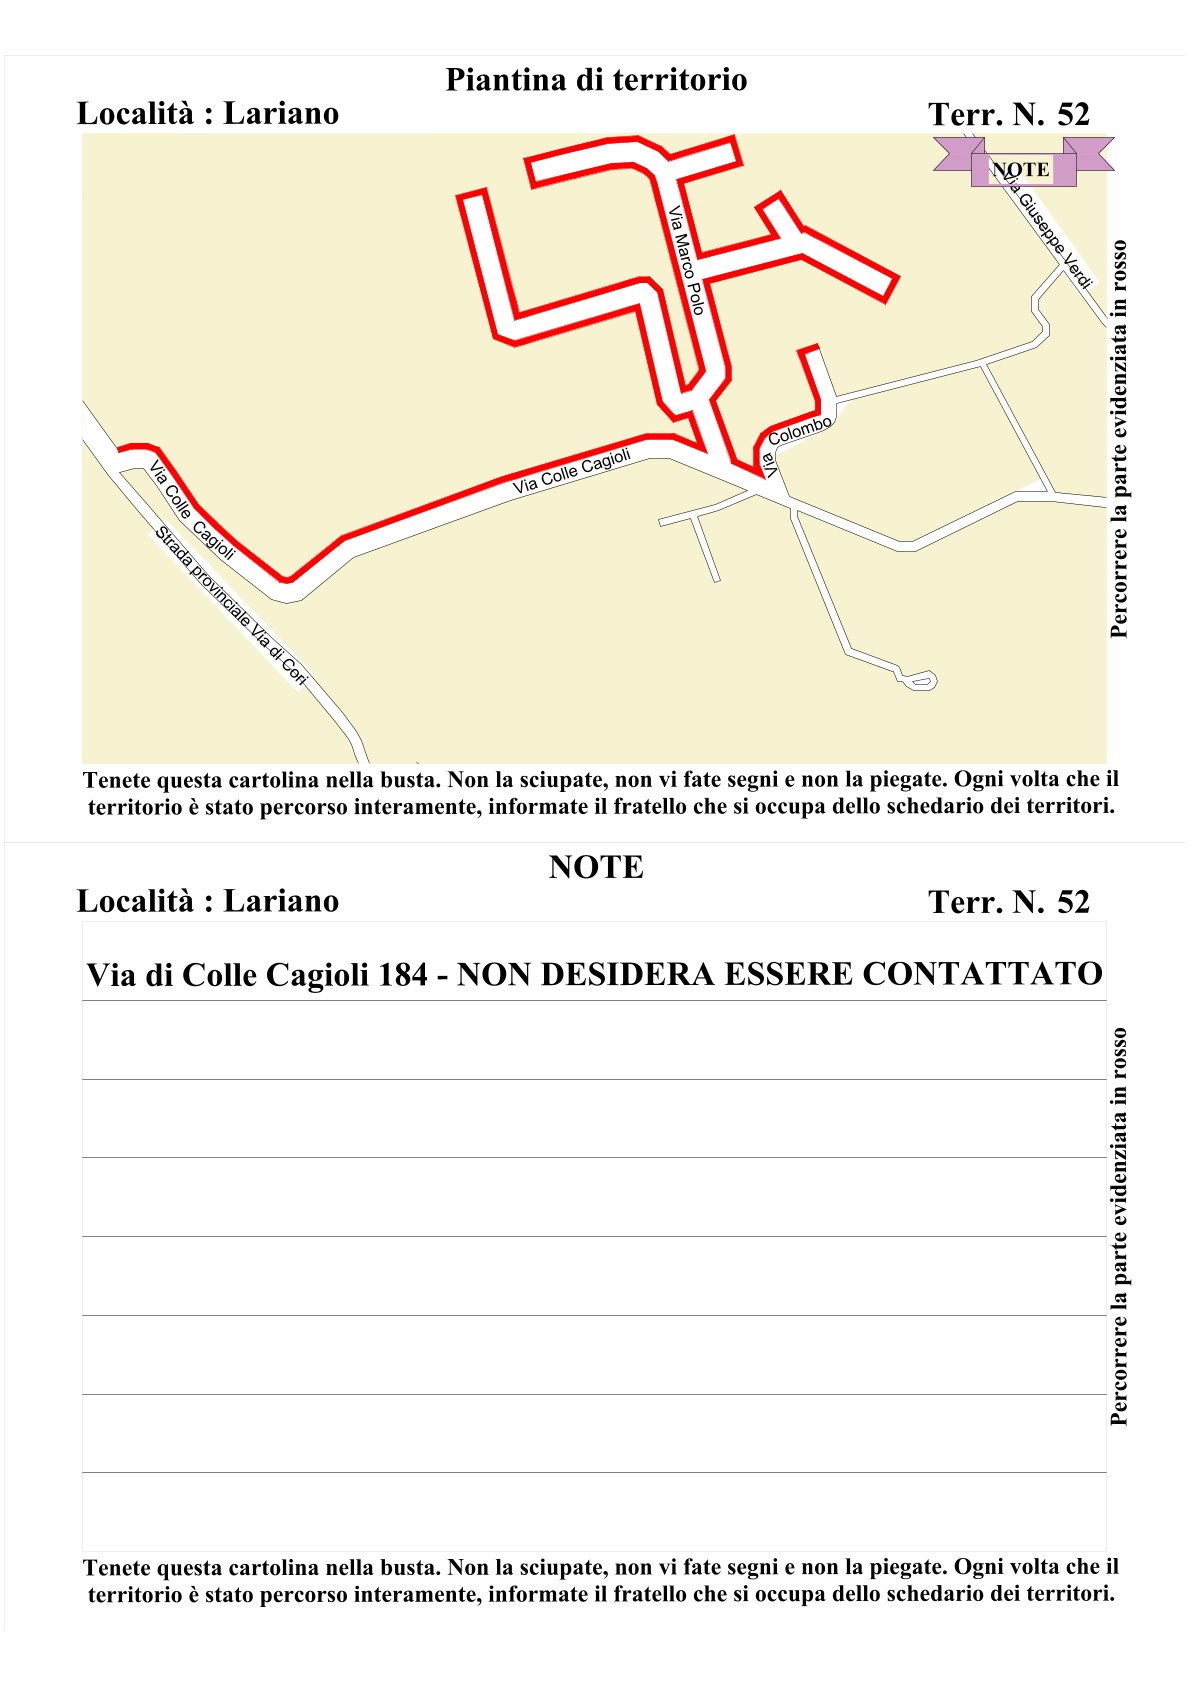 Piantina di territorio
Località : Lariano
Terr. N. 52
NOTE
Via Giuseppe Verdi
Via Marco Polo
Via Colombo
Via Colle Cagioli
Via Colle Cagioli
Strada provinciale Via di Cori
Percorrere la parte evidenziata in rosso
Tenete questa cartolina nella busta. Non la sciupate, non vi fate segni e non la piegate. Ogni volta che il
territorio è stato percorso interamente, informate il fratello che si occupa dello schedario dei territori.
NOTE
Località : Lariano
Terr. N. 52
Via di Colle Cagioli 184 - NON DESIDERA ESSERE CONTATTATO
Percorrere la parte evidenziata in rosso
Tenete questa cartolina nella busta. Non la sciupate, non vi fate segni e non la piegate. Ogni volta che il
territorio è stato percorso interamente, informate il fratello che si occupa dello schedario dei territori.